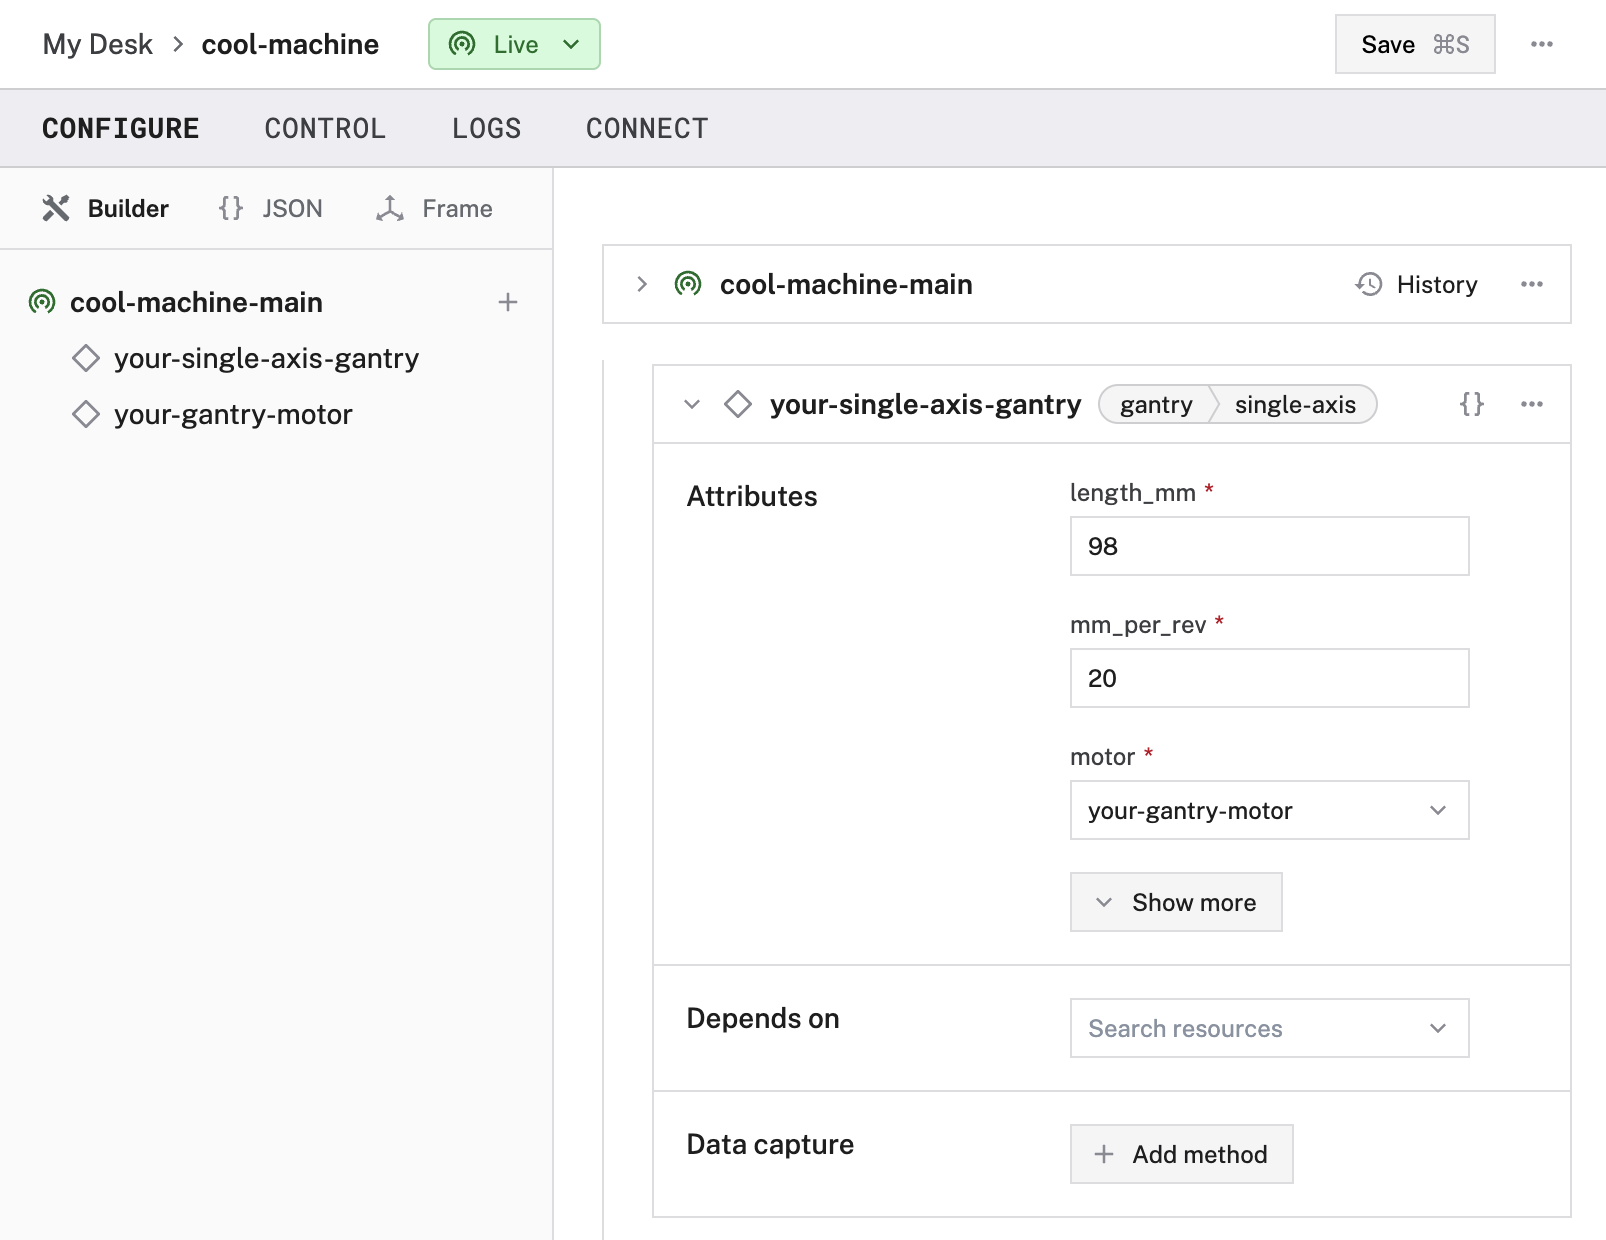 My Desk > cool-machine Live Save ⌘S ···
CONFIGURE CONTROL LOGS CONNECT
Builder {} JSON Frame
cool-machine-main +
your-single-axis-gantry
your-gantry-motor
cool-machine-main History ···
your-single-axis-gantry gantry single-axis {} ···
Attributes
length_mm *
98
mm_per_rev *
20
motor *
your-gantry-motor
Show more
Depends on
Search resources
Data capture
+ Add method